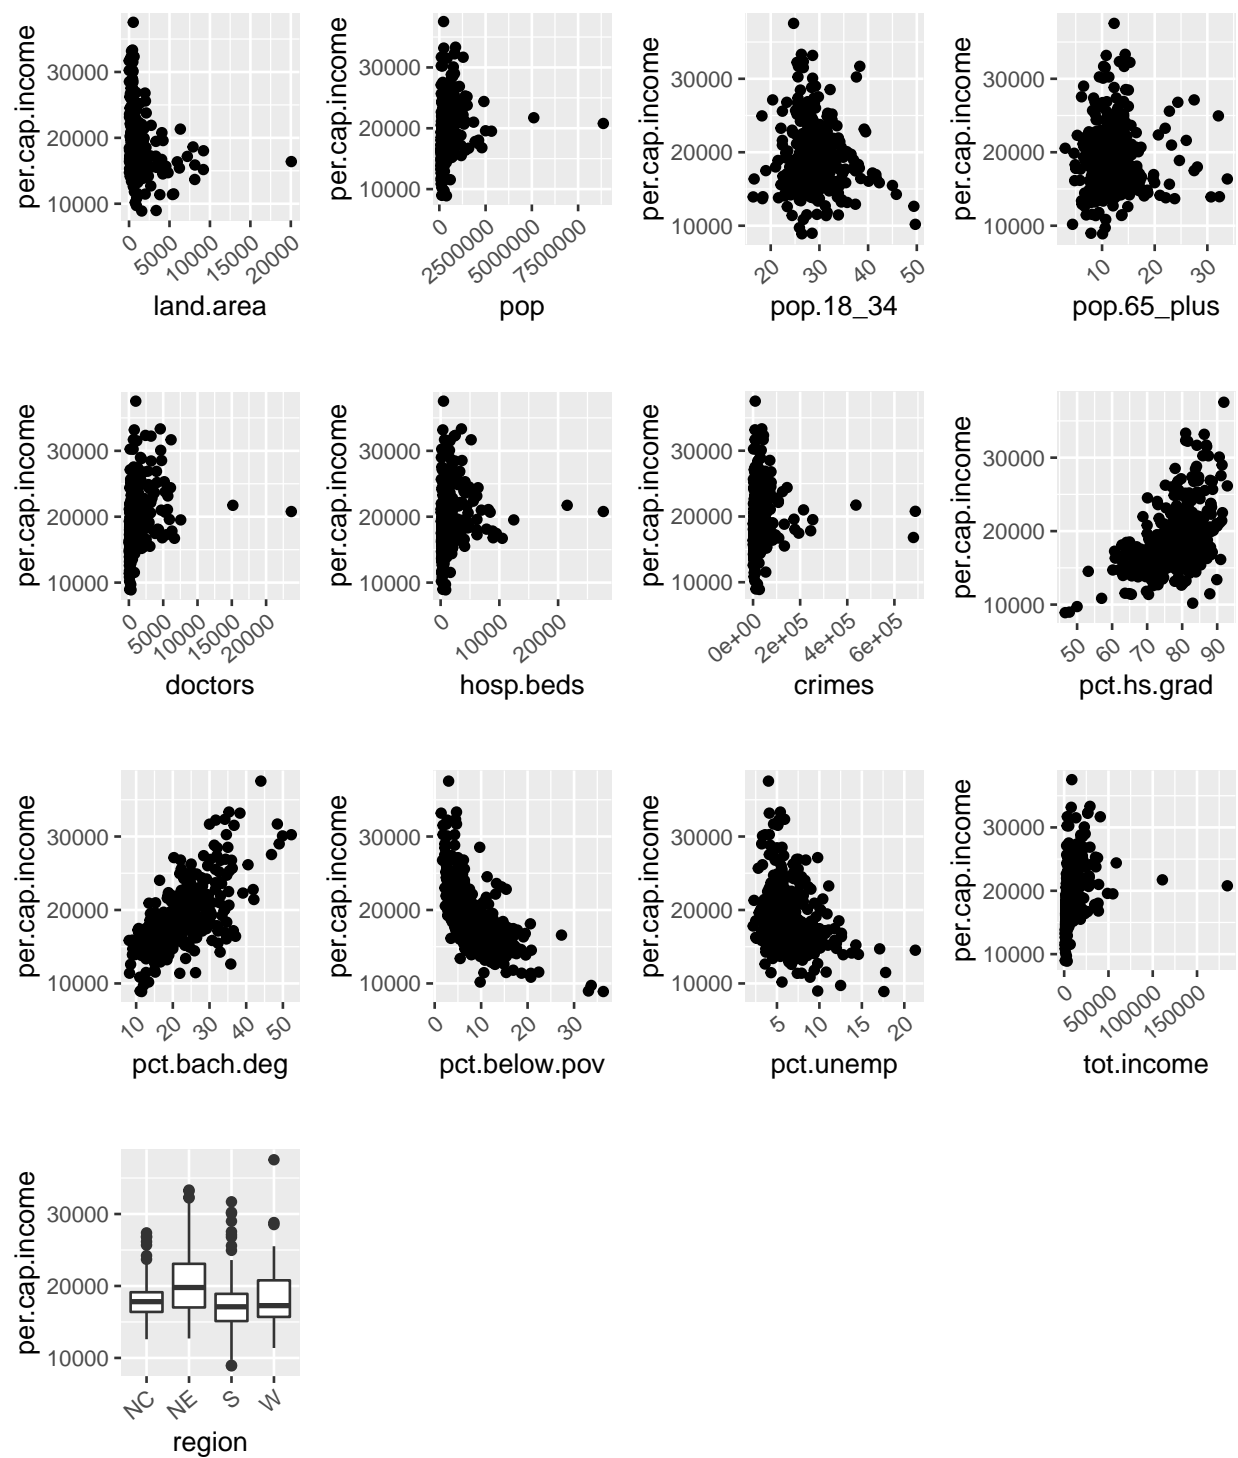 per.cap.income
30000
20000
10000
0
5000
10000
15000
20000
land.area
per.cap.income
30000
20000
10000
0
2500000
5000000
7500000
pop
per.cap.income
30000
20000
10000
20
30
40
50
pop.18_34
per.cap.income
30000
20000
10000
10
20
30
pop.65_plus
per.cap.income
30000
20000
10000
0
5000
10000
15000
20000
doctors
per.cap.income
30000
20000
10000
0
10000
20000
hosp.beds
per.cap.income
30000
20000
10000
0e+00
2e+05
4e+05
6e+05
crimes
per.cap.income
30000
20000
10000
50
60
70
80
90
pct.hs.grad
per.cap.income
30000
20000
10000
10
20
30
40
50
pct.bach.deg
per.cap.income
30000
20000
10000
0
10
20
30
pct.below.pov
per.cap.income
30000
20000
10000
5
10
15
20
pct.unemp
per.cap.income
30000
20000
10000
0
50000
100000
150000
tot.income
per.cap.income
30000
20000
10000
NC
NE
S
W
region